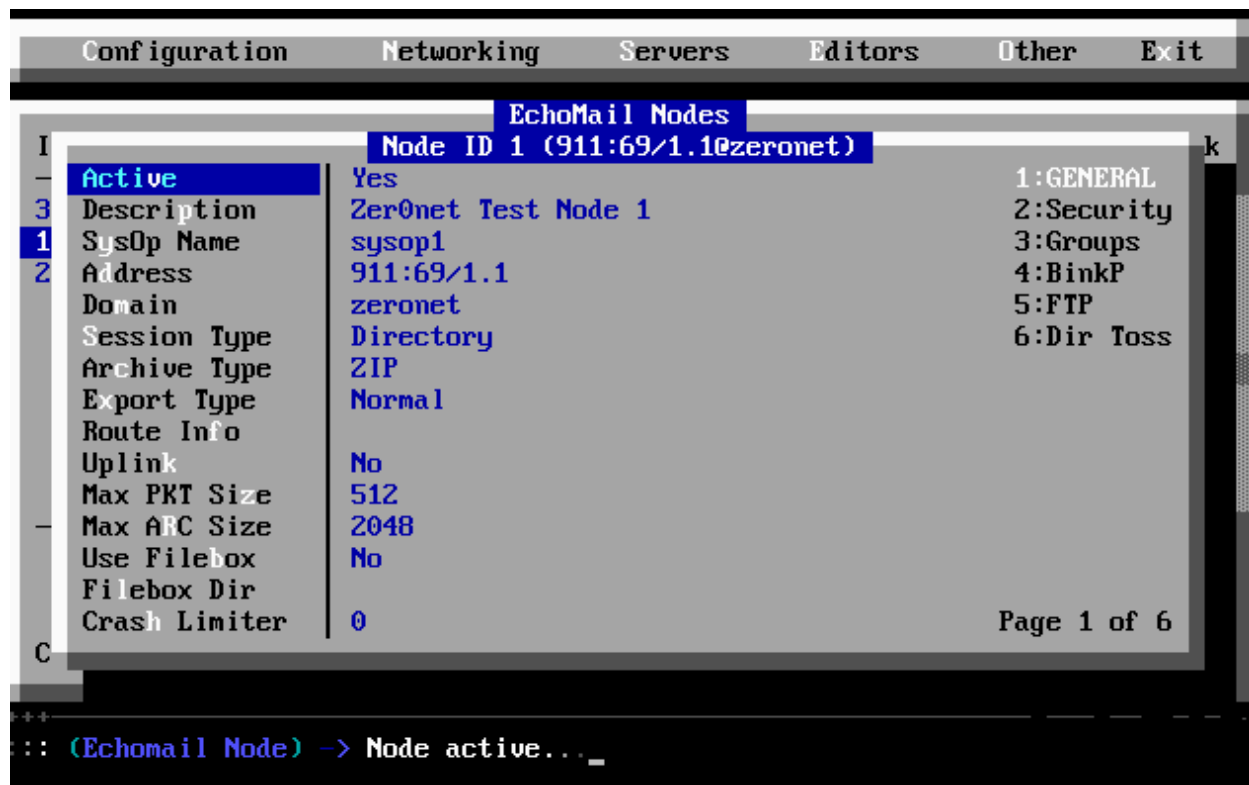 Configuration Networking Servers Editors Other Exit
EchoMail Nodes
I Node ID 1 (911:69/1.1@zeronet) k
Active Yes 1:GENERAL
3 Description Zer0net Test Node 1 2:Security
1 SysOp Name sysop1 3:Groups
2 Address 911:69/1.1 4:BinkP
Domain zeronet 5:FTP
Session Type Directory 6:Dir Toss
Archive Type ZIP
Export Type Normal
Route Info
Uplink No
Max PKT Size 512
Max ARC Size 2048
Use Filebox No
Filebox Dir
Crash Limiter 0 Page 1 of 6
C
::: (Echomail Node) -> Node active..._